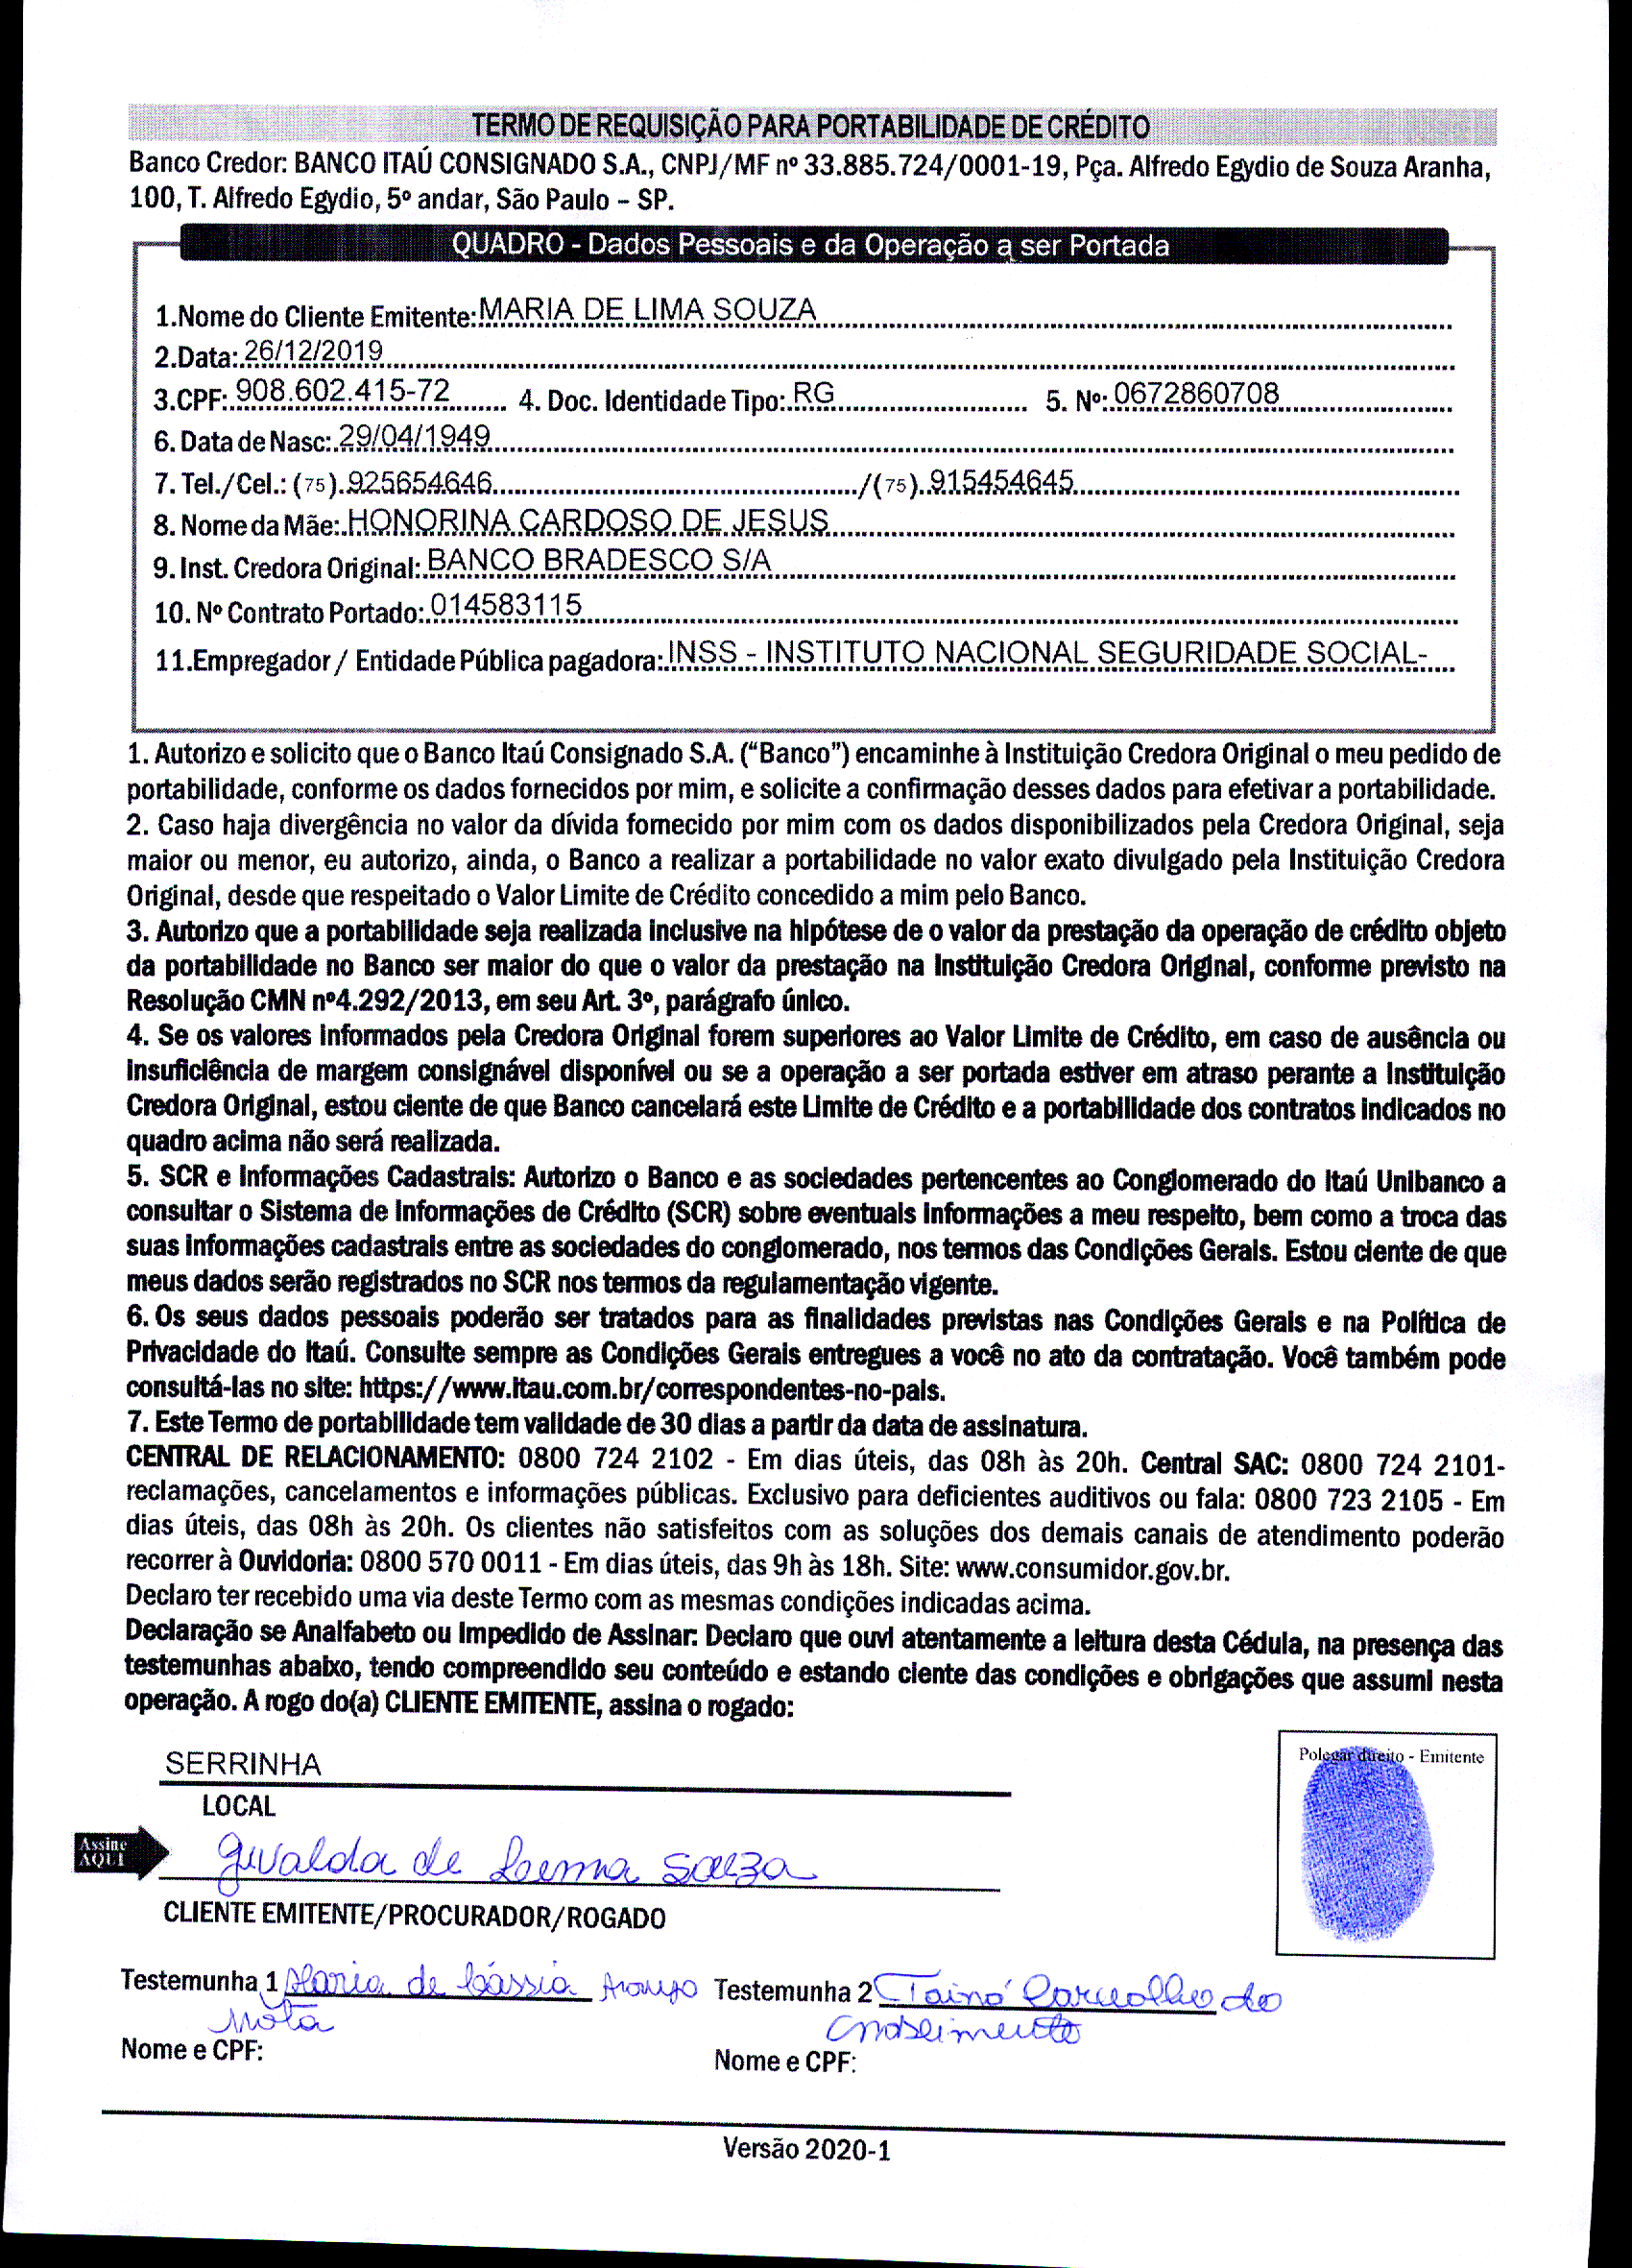 TERMO DE REQUISIÇÃO PARA PORTABILIDADE DE CRÉDITO
Banco Credor: BANCO ITAÚ CONSIGNADO S.A., CNPJ/MF nº 33.885.724/0001-19, Pça. Alfredo Egydio de Souza Aranha,
100, T. Alfredo Egydio, 5º andar, São Paulo – SP.
QUADRO - Dados Pessoais e da Operação a ser Portada
1.Nome do Cliente Emitente: MARIA DE LIMA SOUZA
2.Data: 26/12/2019
3.CPF: 908.602.415-72 4. Doc. Identidade Tipo: RG 5. Nº: 0672860708
6. Data de Nasc: 29/04/1949
7. Tel./Cel.: (75) 925654646 /(75) 915454645
8. Nome da Mãe: HONORINA CARDOSO DE JESUS
9. Inst. Credora Original: BANCO BRADESCO S/A
10. Nº Contrato Portado: 014583115
11.Empregador / Entidade Pública pagadora: INSS - INSTITUTO NACIONAL SEGURIDADE SOCIAL-
1. Autorizo e solicito que o Banco Itaú Consignado S.A. (“Banco”) encaminhe à Instituição Credora Original o meu pedido de
portabilidade, conforme os dados fornecidos por mim, e solicite a confirmação desses dados para efetivar a portabilidade.
2. Caso haja divergência no valor da dívida fornecido por mim com os dados disponibilizados pela Credora Original, seja
maior ou menor, eu autorizo, ainda, o Banco a realizar a portabilidade no valor exato divulgado pela Instituição Credora
Original, desde que respeitado o Valor Limite de Crédito concedido a mim pelo Banco.
3. Autorizo que a portabilidade seja realizada inclusive na hipótese de o valor da prestação da operação de crédito objeto
da portabilidade no Banco ser maior do que o valor da prestação na Instituição Credora Original, conforme previsto na
Resolução CMN nº4.292/2013, em seu Art. 3º, parágrafo único.
4. Se os valores informados pela Credora Original forem superiores ao Valor Limite de Crédito, em caso de ausência ou
insuficiência de margem consignável disponível ou se a operação a ser portada estiver em atraso perante a Instituição
Credora Original, estou ciente de que Banco cancelará este Limite de Crédito e a portabilidade dos contratos indicados no
quadro acima não será realizada.
5. SCR e Informações Cadastrais: Autorizo o Banco e as sociedades pertencentes ao Conglomerado do Itaú Unibanco a
consultar o Sistema de Informações de Crédito (SCR) sobre eventuais informações a meu respeito, bem como a troca das
suas informações cadastrais entre as sociedades do conglomerado, nos termos das Condições Gerais. Estou ciente de que
meus dados serão registrados no SCR nos termos da regulamentação vigente.
6. Os seus dados pessoais poderão ser tratados para as finalidades previstas nas Condições Gerais e na Política de
Privacidade do Itaú. Consulte sempre as Condições Gerais entregues a você no ato da contratação. Você também pode
consultá-las no site: https://www.itau.com.br/correspondentes-no-pais.
7. Este Termo de portabilidade tem validade de 30 dias a partir da data de assinatura.
CENTRAL DE RELACIONAMENTO: 0800 724 2102 - Em dias úteis, das 08h às 20h. Central SAC: 0800 724 2101-
reclamações, cancelamentos e informações públicas. Exclusivo para deficientes auditivos ou fala: 0800 723 2105 - Em
dias úteis, das 08h às 20h. Os clientes não satisfeitos com as soluções dos demais canais de atendimento poderão
recorrer à Ouvidoria: 0800 570 0011 - Em dias úteis, das 9h às 18h. Site: www.consumidor.gov.br.
Declaro ter recebido uma via deste Termo com as mesmas condições indicadas acima.
Declaração se Analfabeto ou Impedido de Assinar: Declaro que ouvi atentamente a leitura desta Cédula, na presença das
testemunhas abaixo, tendo compreendido seu conteúdo e estando ciente das condições e obrigações que assumi nesta
operação. A rogo do(a) CLIENTE EMITENTE, assina o rogado:
Polegar direito - Emitente
SERRINHA
LOCAL
Assine
AQUI
Givalda de Leima Souza
CLIENTE EMITENTE/PROCURADOR/ROGADO
Testemunha 1 Maria de Cássia Araujo Testemunha 2 Tainá Carvalho do
Mota Nascimento
Nome e CPF: Nome e CPF:
Versão 2020-1